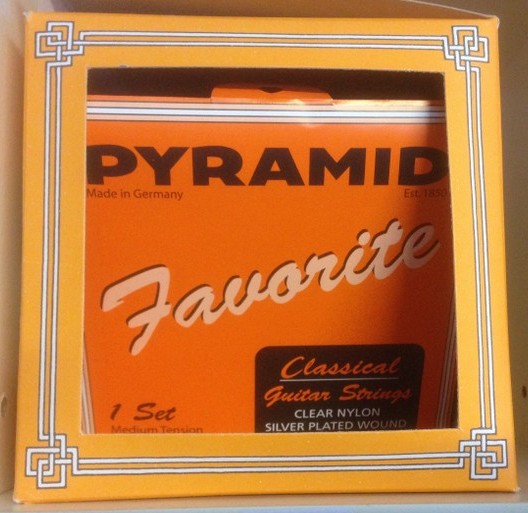 PYRAMID
Made in Germany Est. 1850
Favorite
Classical
Guitar Strings
CLEAR NYLON
SILVER PLATED WOUND
1 Set
Medium Tension